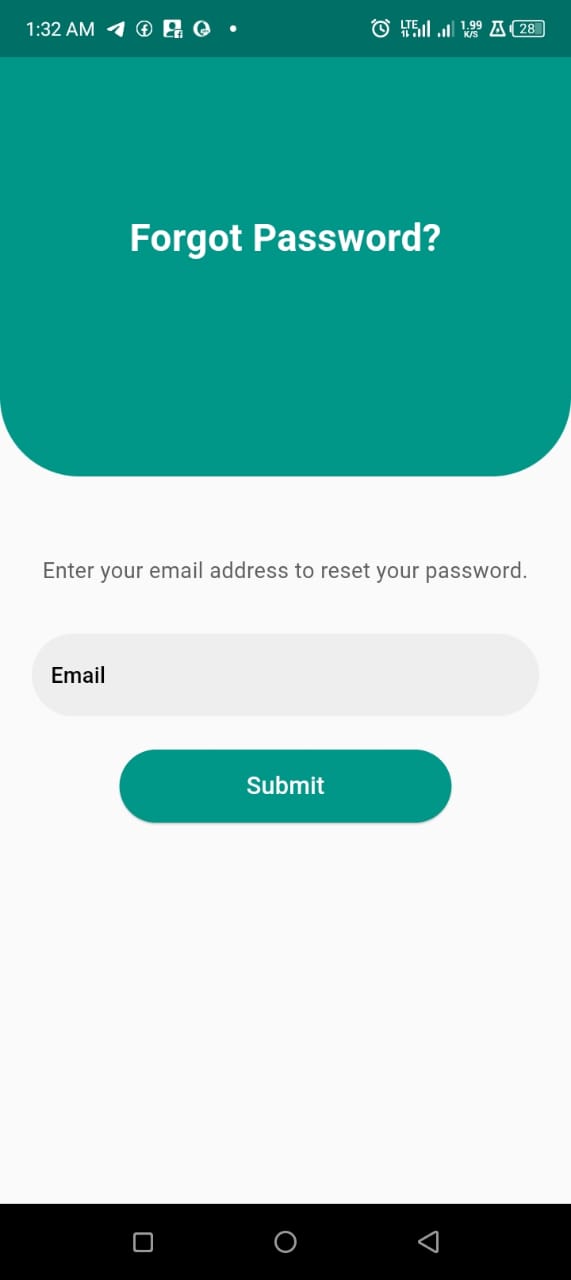 1:32 AM LTE 1.99 K/S 28
Forgot Password?
Enter your email address to reset your password.
Email
Submit